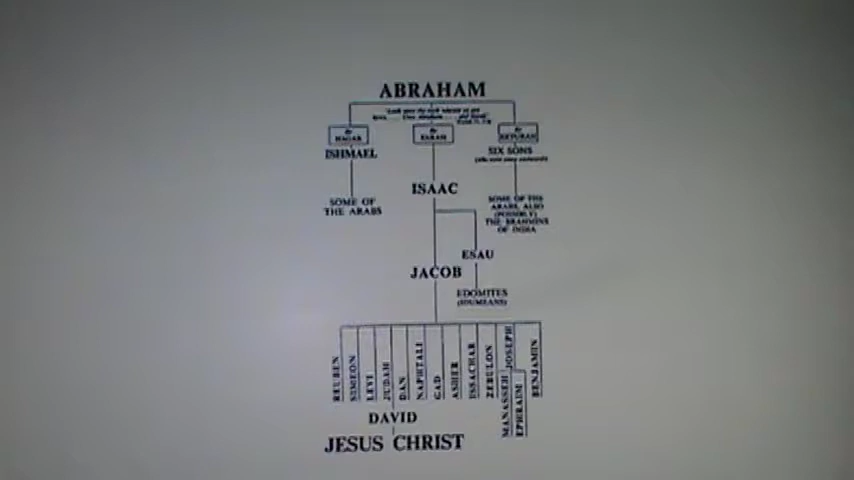 ABRAHAM
by
HAGAR
by
SARAH
by
KETURAH
ISHMAEL
SIX SONS
ISAAC
SOME OF
THE ARABS
SOME OF THE
ARABS, ALSO
(POSSIBLY)
THE BRAHMINS
OF INDIA
ESAU
JACOB
EDOMITES
(IDUMEANS)
REUBEN
SIMEON
LEVI
JUDAH
DAN
NAPHTALI
GAD
ASHER
ISSACHAR
ZEBULON
JOSEPH
MANASSEH
EPHRAIM
BENJAMIN
DAVID
JESUS CHRIST